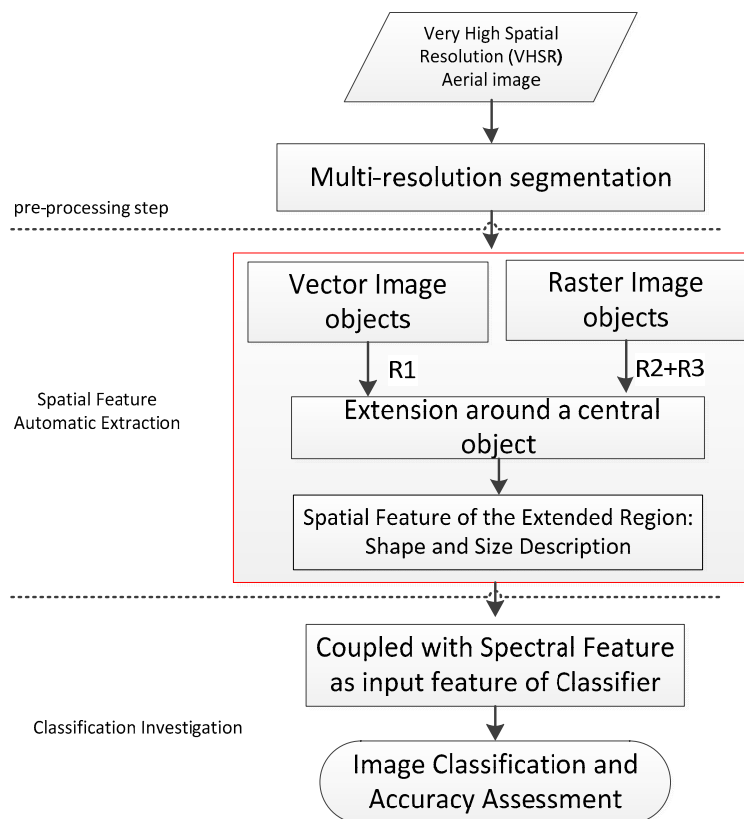 Very High Spatial
Resolution (VHSR)
Aerial image
Multi-resolution segmentation
pre-processing step
Vector Image
objects
Raster Image
objects
R1
R2+R3
Spatial Feature
Automatic Extraction
Extension around a central
object
Spatial Feature of the Extended Region:
Shape and Size Description
Coupled with Spectral Feature
as input feature of Classifier
Classification Investigation
Image Classification and
Accuracy Assessment